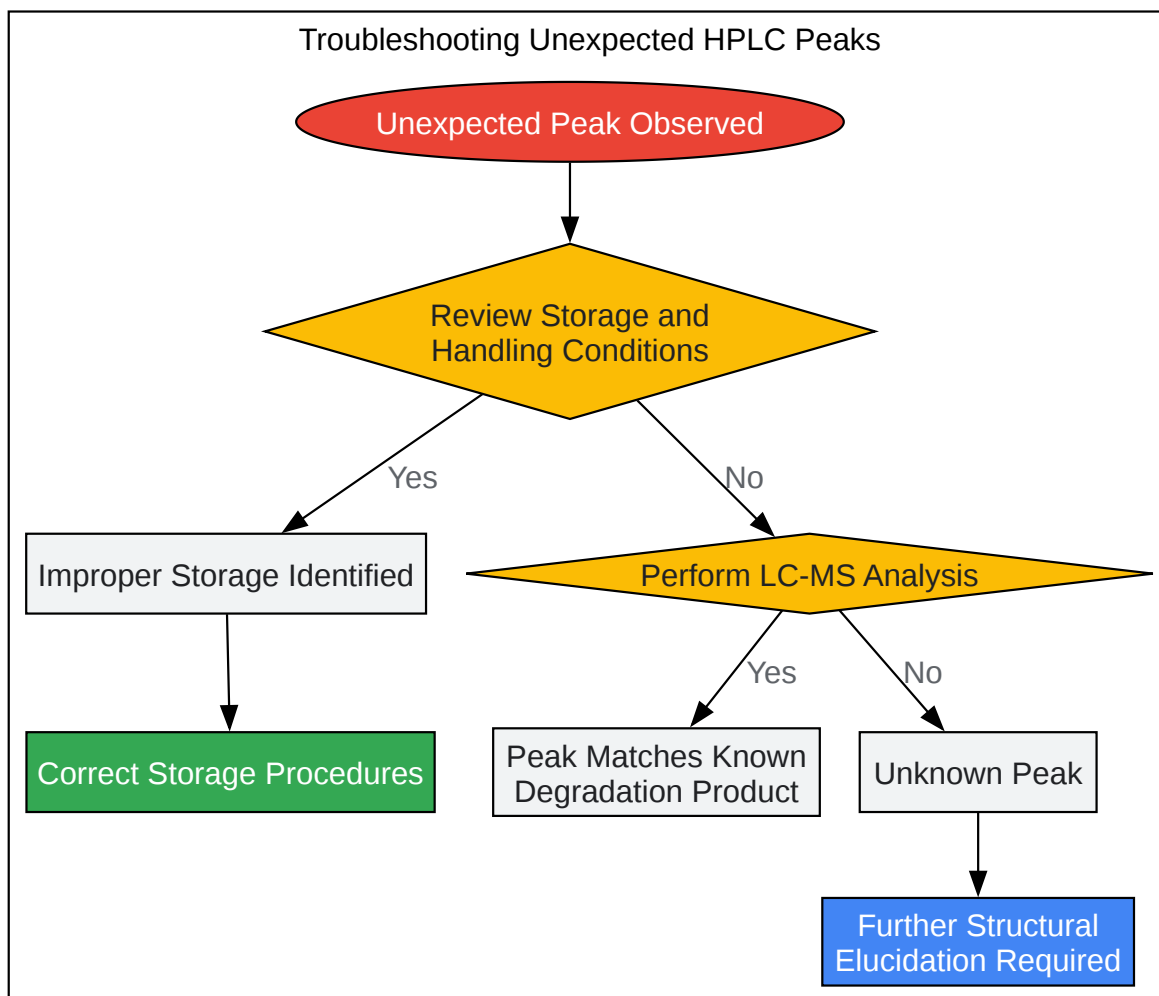 Troubleshooting Unexpected HPLC Peaks
Unexpected Peak Observed
Review Storage and
Handling Conditions
Yes
No
Improper Storage Identified
Perform LC-MS Analysis
Yes
No
Correct Storage Procedures
Peak Matches Known
Degradation Product
Unknown Peak
Further Structural
Elucidation Required